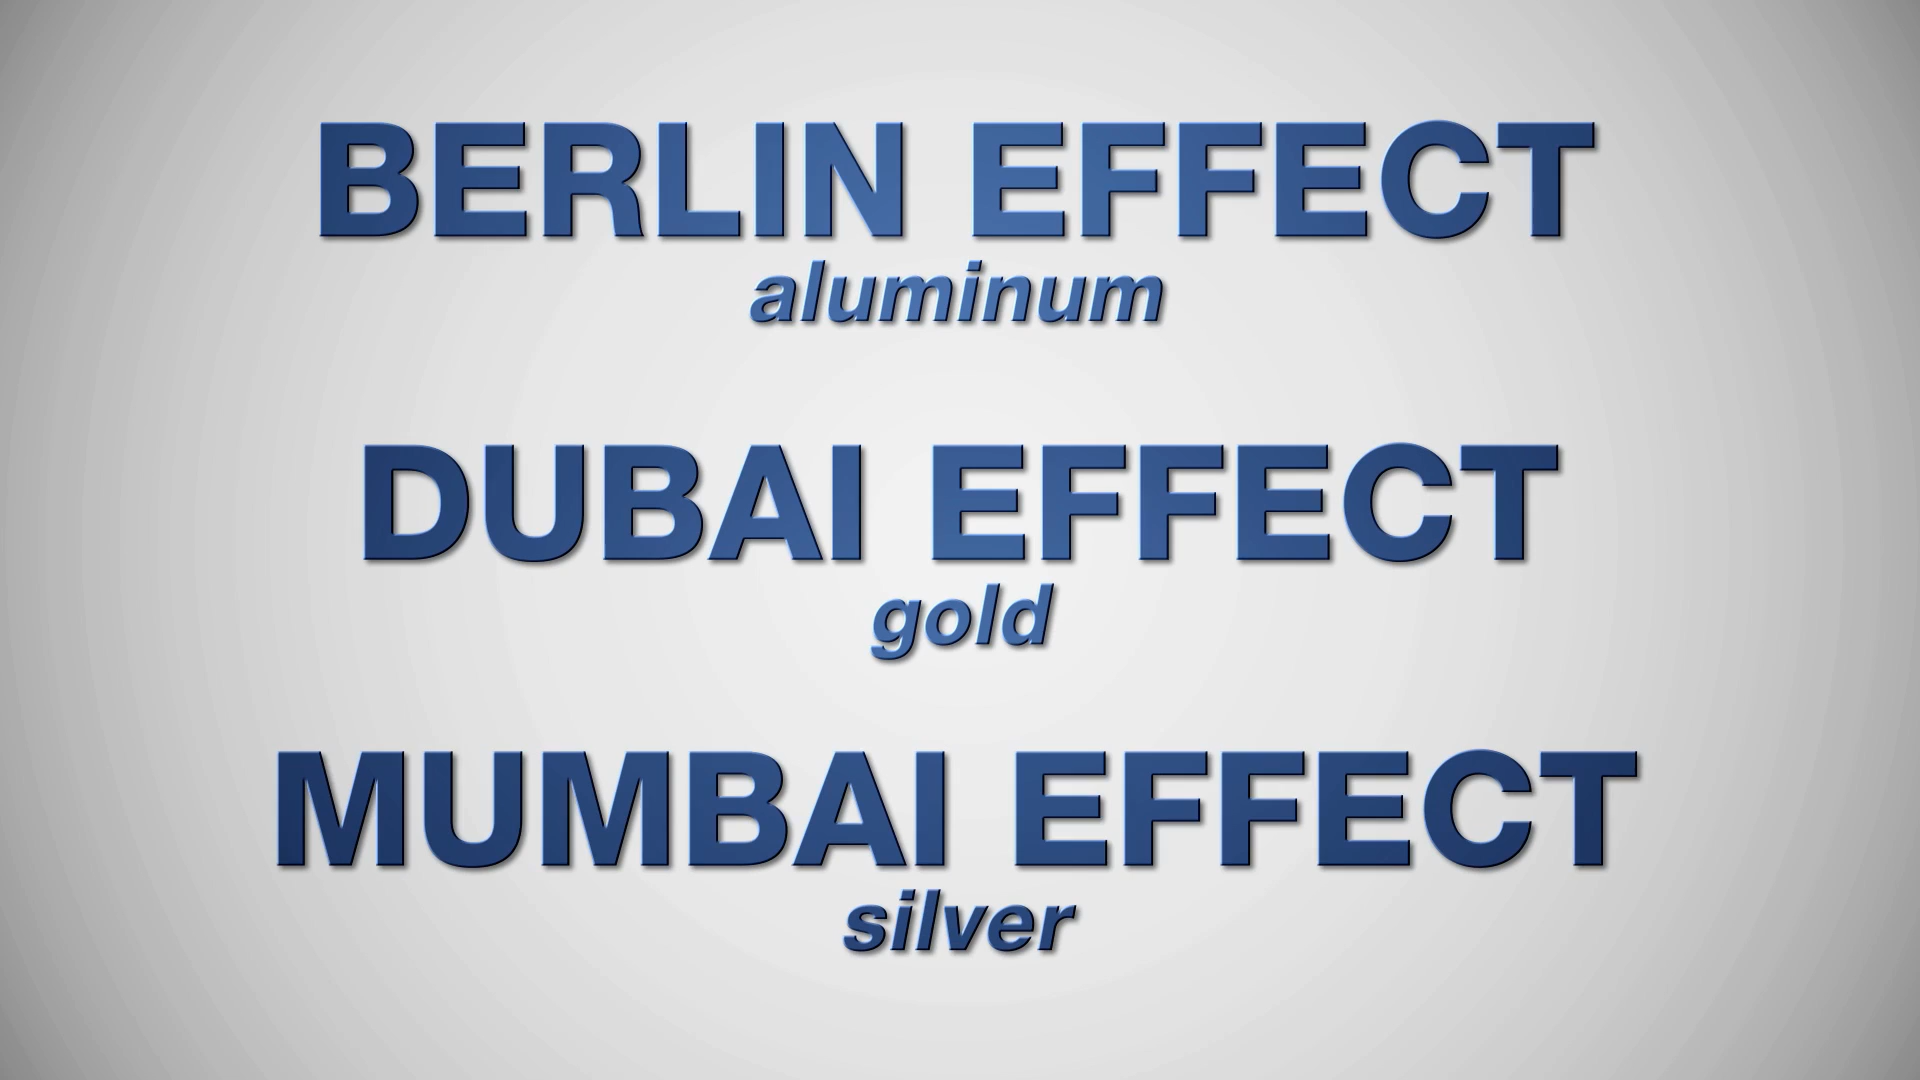 BERLIN EFFECT
aluminum
DUBAI EFFECT
gold
MUMBAI EFFECT
silver